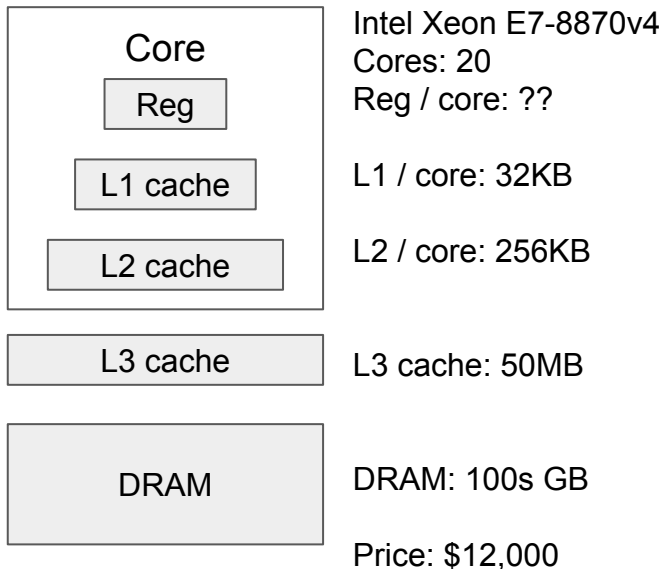 Core
Reg
L1 cache
L2 cache
L3 cache
DRAM
Intel Xeon E7-8870v4
Cores: 20
Reg / core: ??
L1 / core: 32KB
L2 / core: 256KB
L3 cache: 50MB
DRAM: 100s GB
Price: $12,000